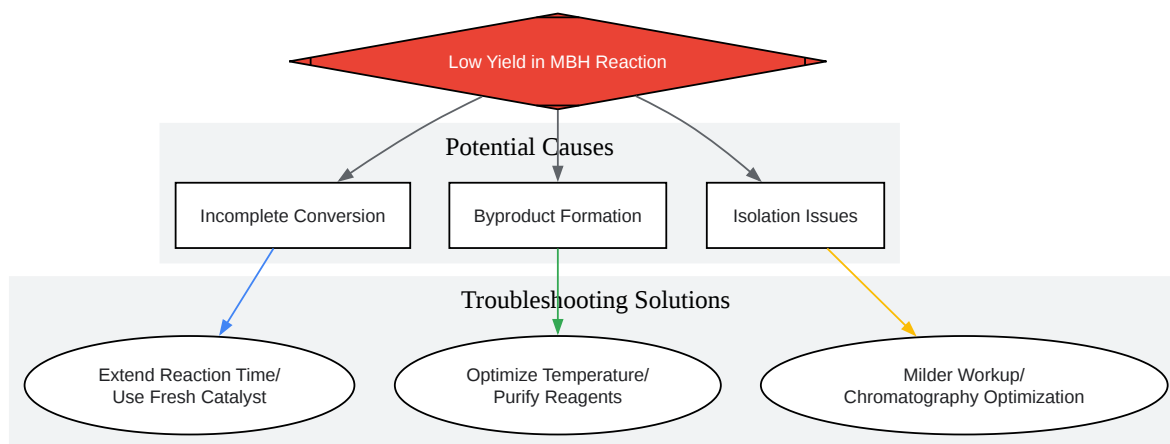 Low Yield in MBH Reaction
Potential Causes
Incomplete Conversion
Byproduct Formation
Isolation Issues
Troubleshooting Solutions
Extend Reaction Time/
Use Fresh Catalyst
Optimize Temperature/
Purify Reagents
Milder Workup/
Chromatography Optimization